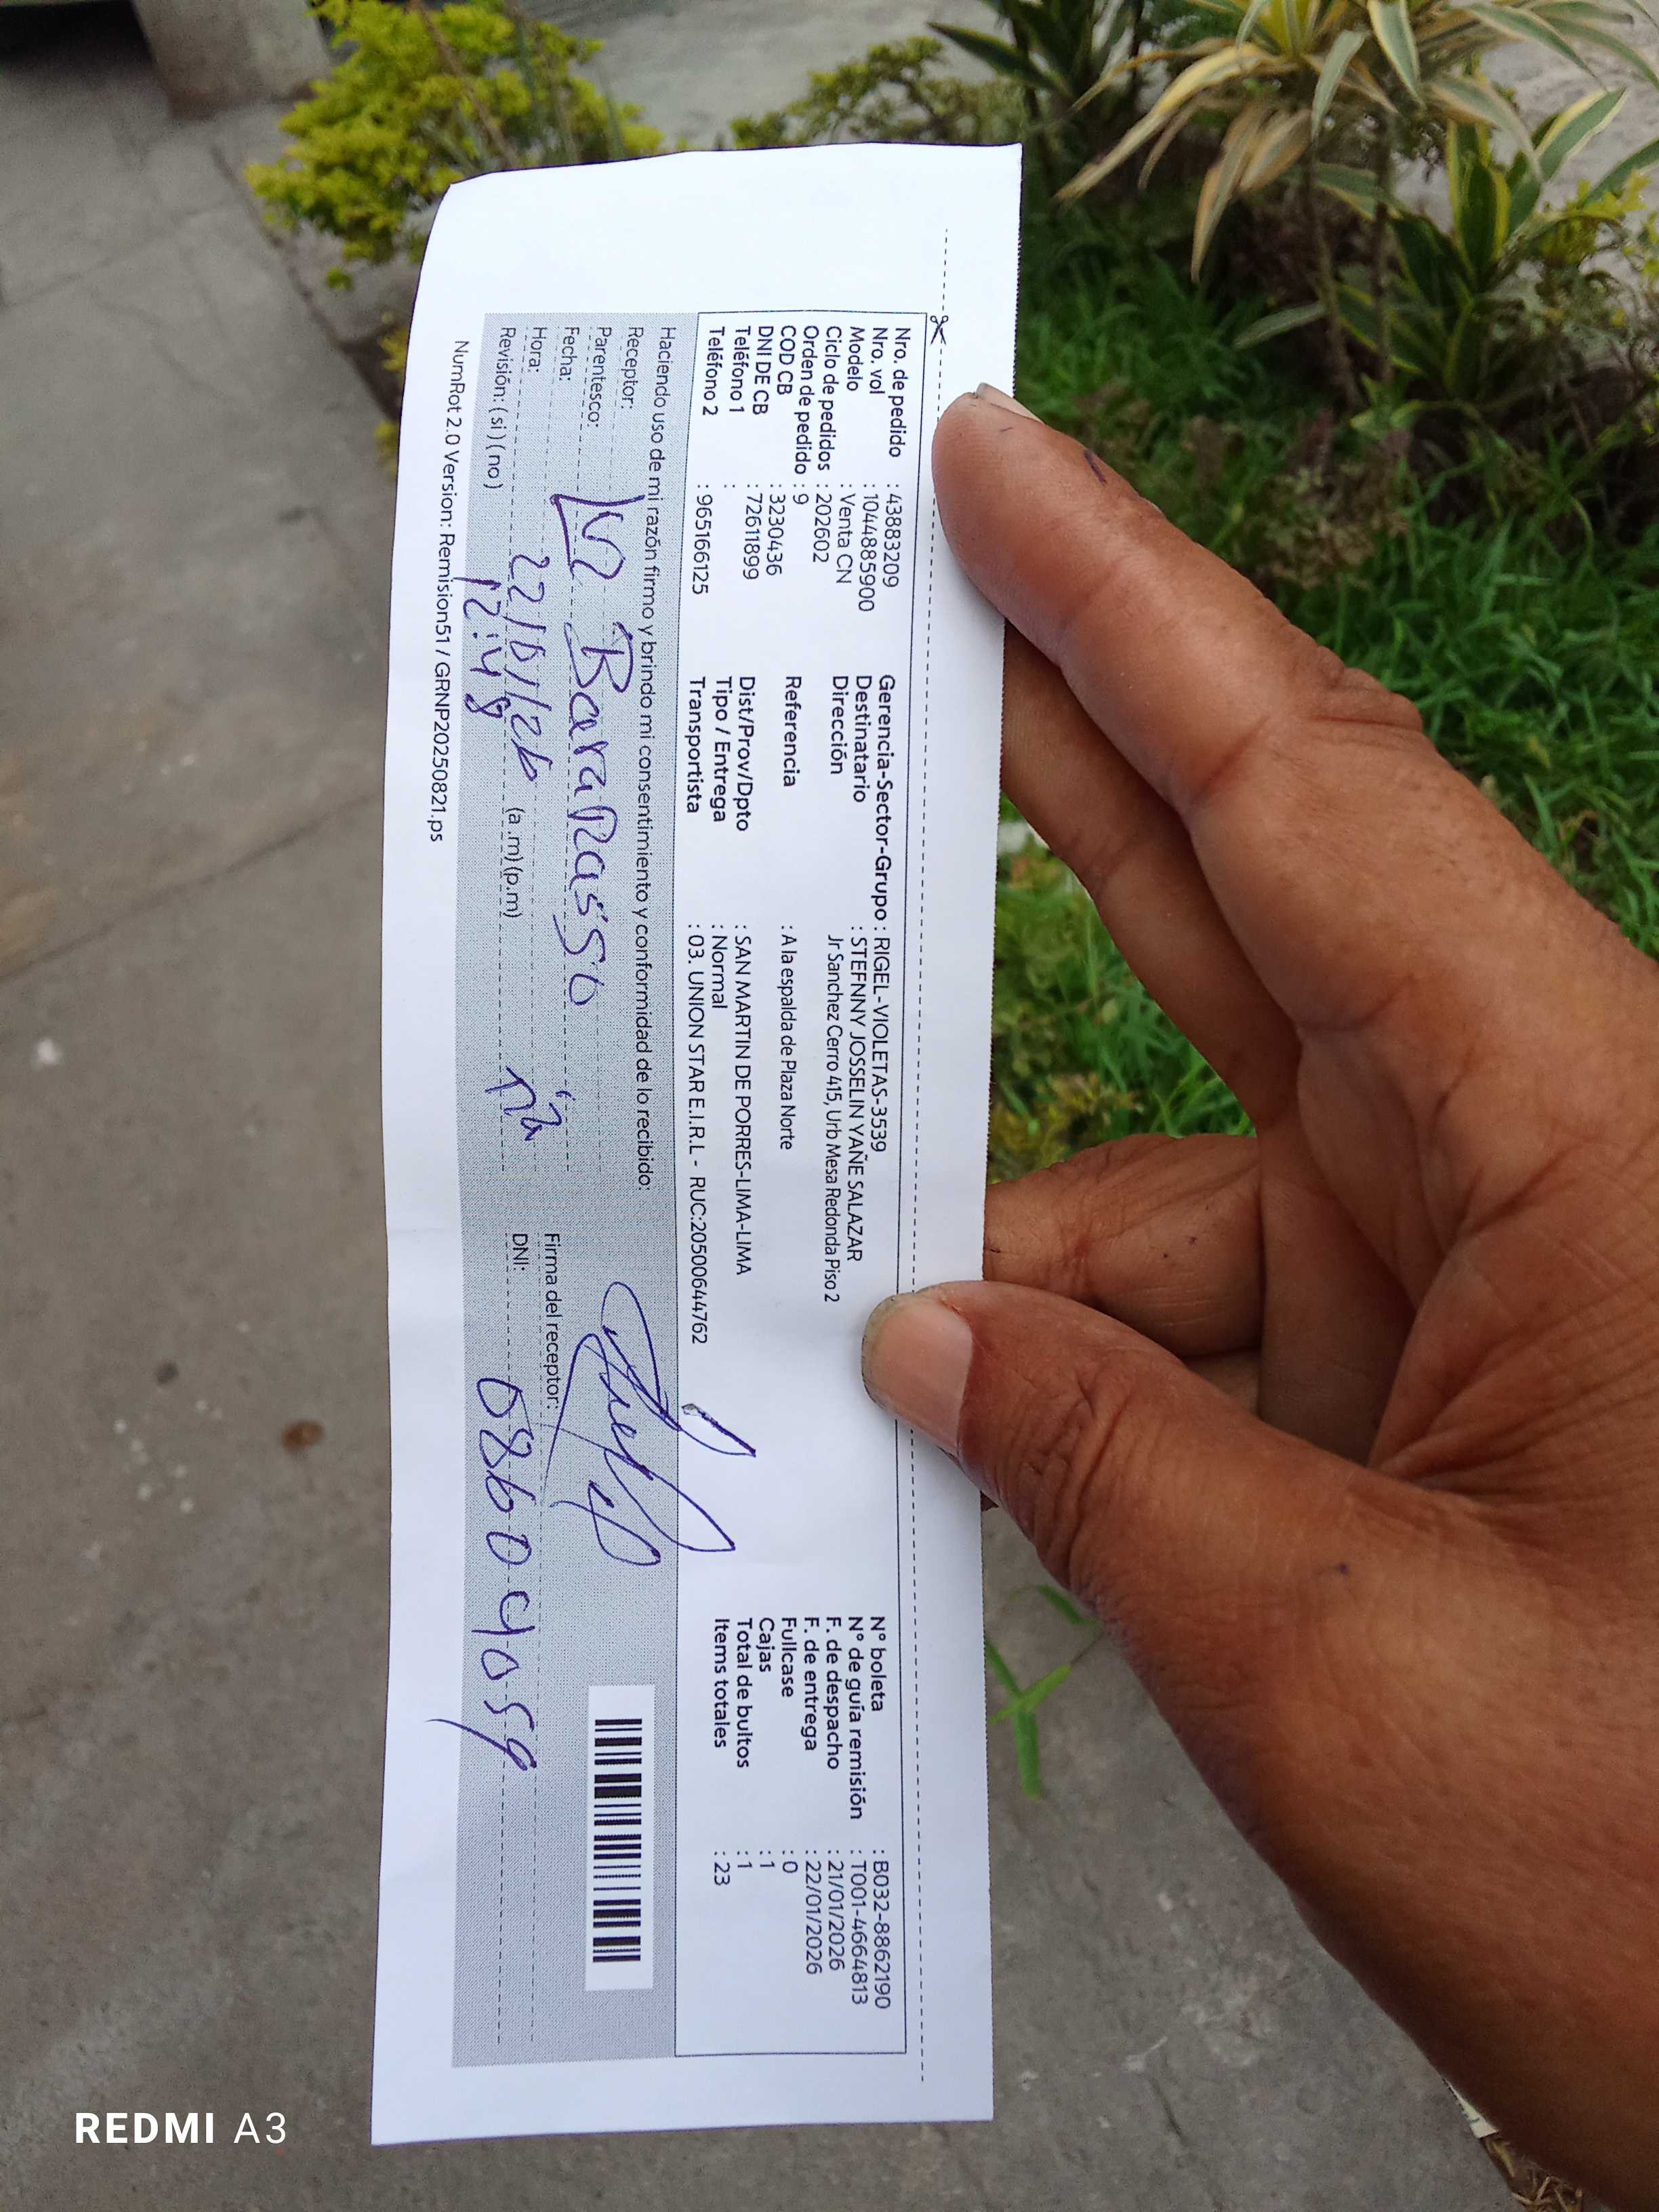 Nro. de pedido : 43883209
Nro. vol : 1044885900
Modelo : Venta CN
Ciclo de pedidos : 202602
Orden de pedido : 9
COD CB : 3230436
DNI DE CB : 72611899
Teléfono 1 :
Teléfono 2 : 965166125
Gerencia-Sector-Grupo : RIGEL-VIOLETAS-3539
Destinatario : STEFNNY JOSSELIN YAÑE SALAZAR
Dirección Jr Sanchez Cerro 415, Urb Mesa Redonda Piso 2
Referencia : A la espalda de Plaza Norte
Dist/Prov/Dpto : SAN MARTIN DE PORRES-LIMA-LIMA
Tipo / Entrega : Normal
Transportista : 03. UNION STAR E.I.R.L - RUC:20500644762
N° boleta : B032-8862190
N° de guía remisión : T001-4664813
F. de despacho : 21/01/2026
F. de entrega : 22/01/2026
Fullcase : 0
Cajas : 1
Total de bultos : 1
Items totales : 23
Haciendo uso de mi razón firmo y brindo mi consentimiento y conformidad de lo recibido:
Receptor:
Parentesco:
Fecha: 22/01/26
Hora: 12:48 (a.m) (p.m)
Revisión: ( si ) ( no )
Firma del receptor:
DNI: 08604059
NumRot 2.0 Version: Remision51 / GRNP20250821.ps
REDMI A3